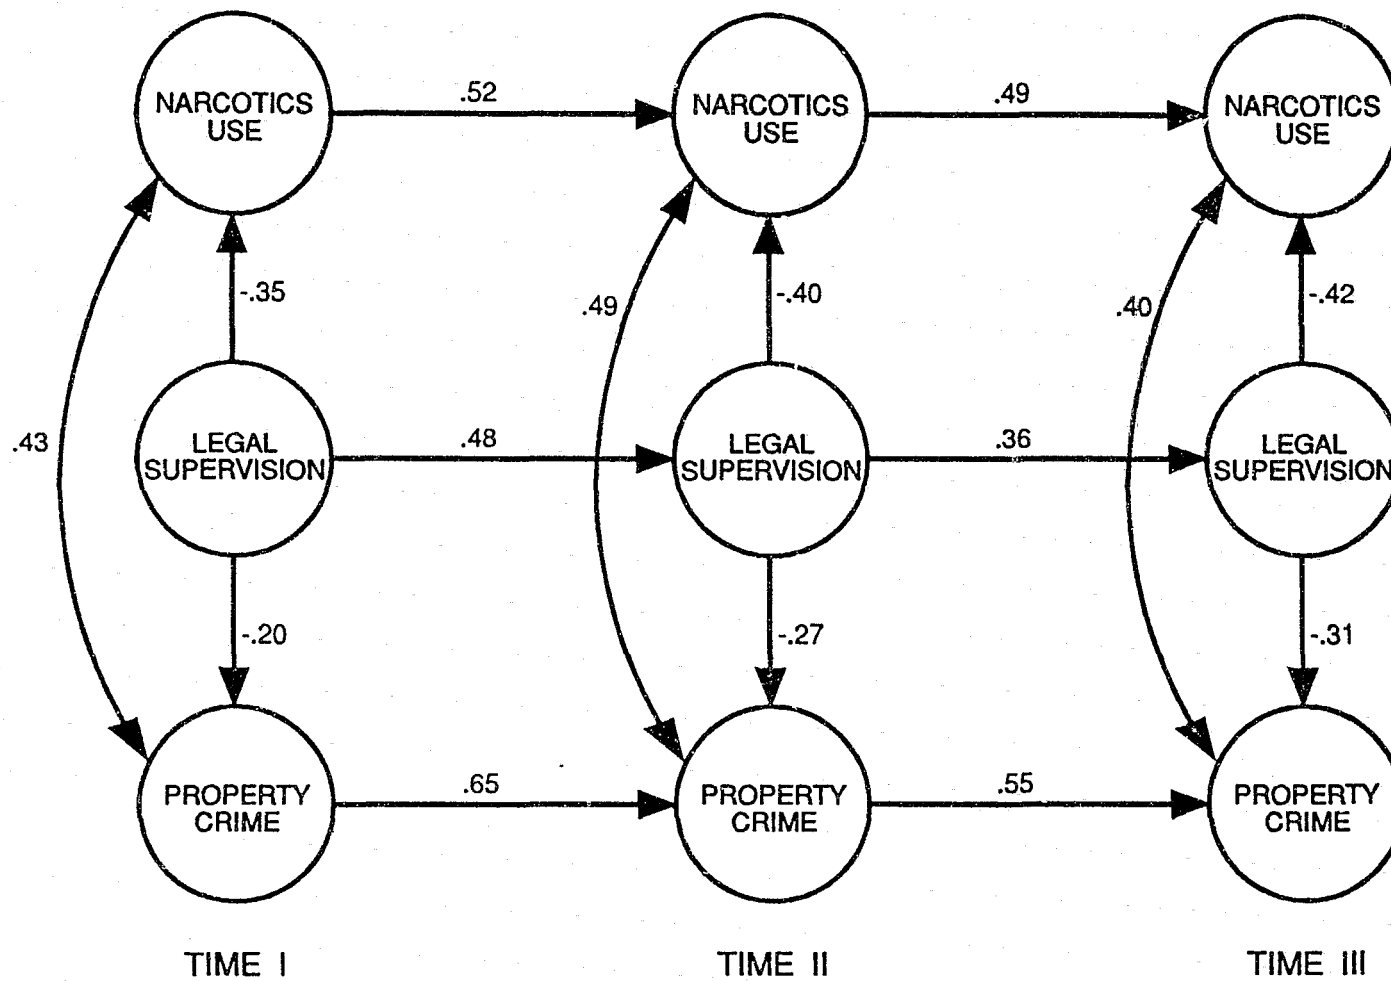 NARCOTICS
USE
.52
NARCOTICS
USE
.49
NARCOTICS
USE
-.35
-.40
-.42
.43
.49
.40
LEGAL
SUPERVISION
.48
LEGAL
SUPERVISION
.36
LEGAL
SUPERVISION
-.20
-.27
-.31
PROPERTY
CRIME
.65
PROPERTY
CRIME
.55
PROPERTY
CRIME
TIME I
TIME II
TIME III